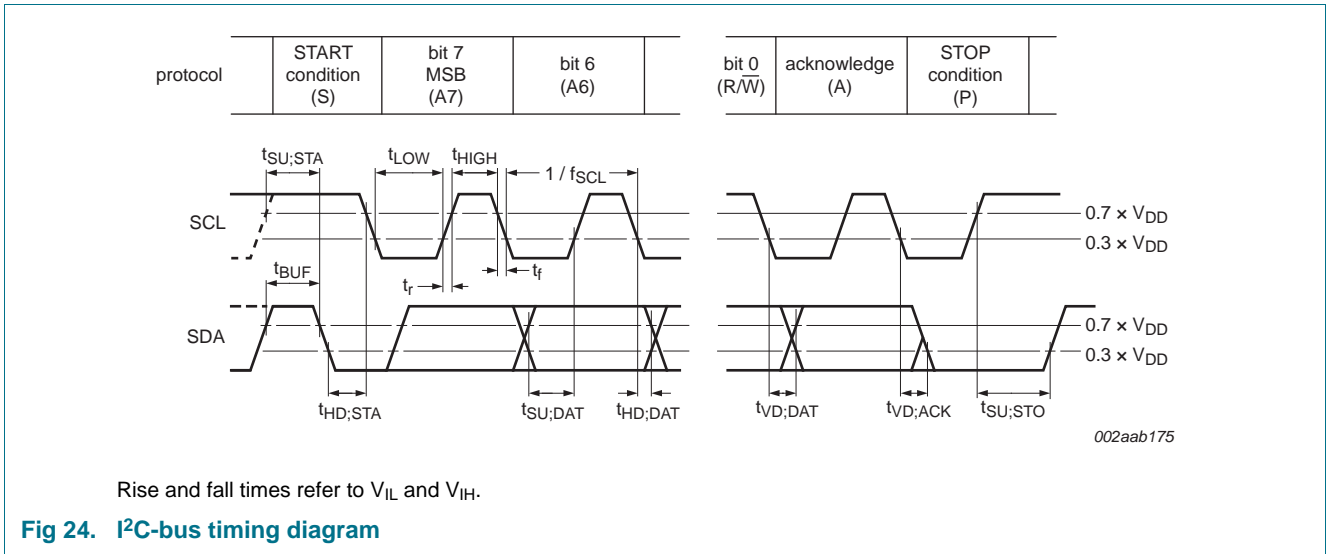 protocol
START condition (S)
bit 7 MSB (A7)
bit 6 (A6)
bit 0 (R/W̅)
acknowledge (A)
STOP condition (P)
tSU;STA
tLOW
tHIGH
1 / fSCL
SCL
0.7 × VDD
0.3 × VDD
tBUF
tr
tf
SDA
0.7 × VDD
0.3 × VDD
tHD;STA
tSU;DAT
tHD;DAT
tVD;DAT
tVD;ACK
tSU;STO
002aab175
Rise and fall times refer to VIL and VIH.
Fig 24. I²C-bus timing diagram